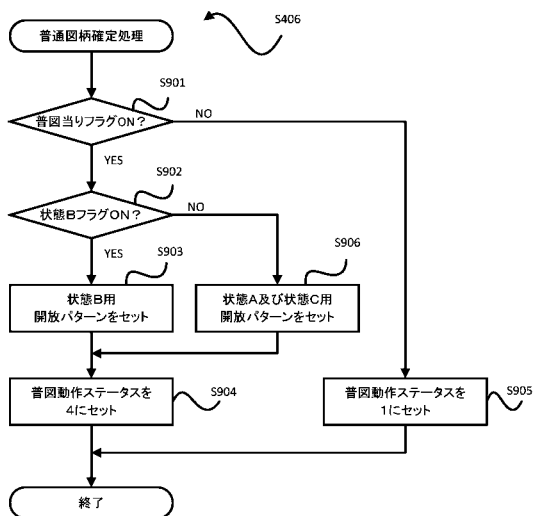 普通図柄確定処理
S406
S901
普図当りフラグON?
NO
YES
S902
状態BフラグON?
NO
YES
S903
S906
状態B用
開放パターンをセット
状態A及び状態C用
開放パターンをセット
普図動作ステータスを
4にセット
S904
普図動作ステータスを
1にセット
S905
終了